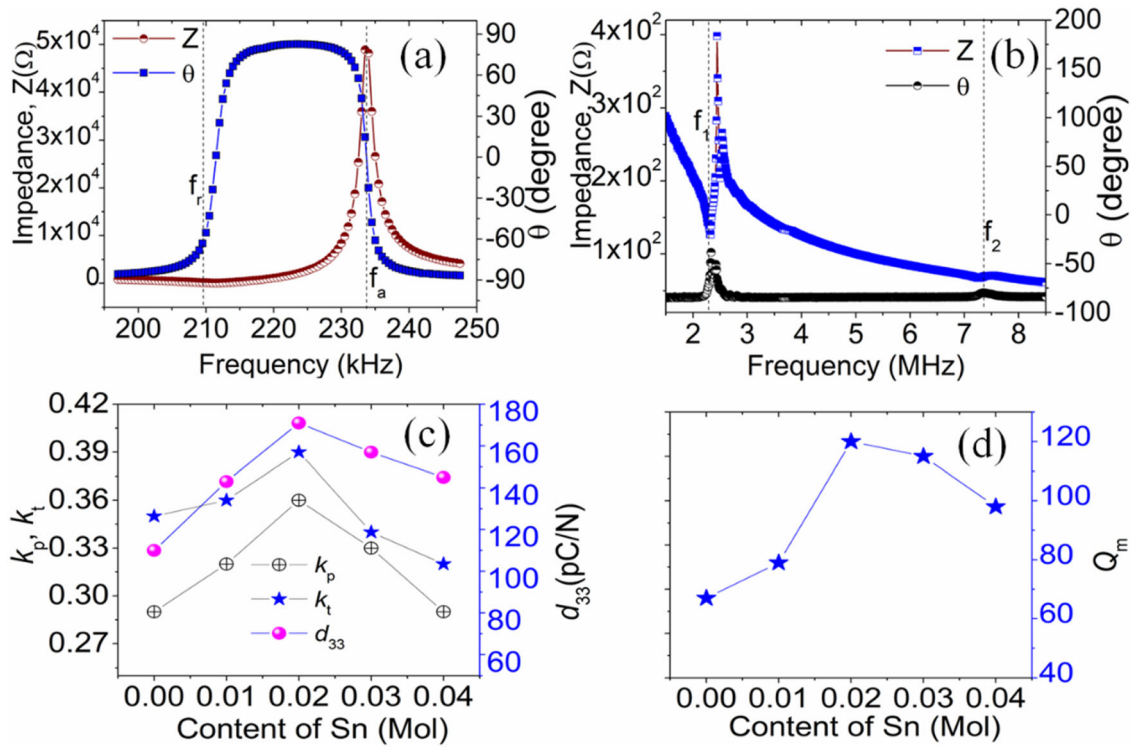 (a)
Z
θ
f_r
f_a
5x10^4
4x10^4
3x10^4
2x10^4
1x10^4
0
Impedance, Z(Ω)
90
60
30
0
-30
-60
-90
θ (degree)
200 210 220 230 240 250
Frequency (kHz)
(b)
Z
θ
f_1
f_2
4x10^2
3x10^2
2x10^2
1x10^2
Impedance, Z(Ω)
200
150
100
50
0
-50
-100
θ (degree)
2 3 4 5 6 7 8
Frequency (MHz)
(c)
k_p
k_t
d_33
0.42
0.39
0.36
0.33
0.30
0.27
k_p, k_t
180
160
140
120
100
80
60
d_33(pC/N)
0.00 0.01 0.02 0.03 0.04
Content of Sn (Mol)
(d)
120
100
80
60
40
Q_m
0.00 0.01 0.02 0.03 0.04
Content of Sn (Mol)